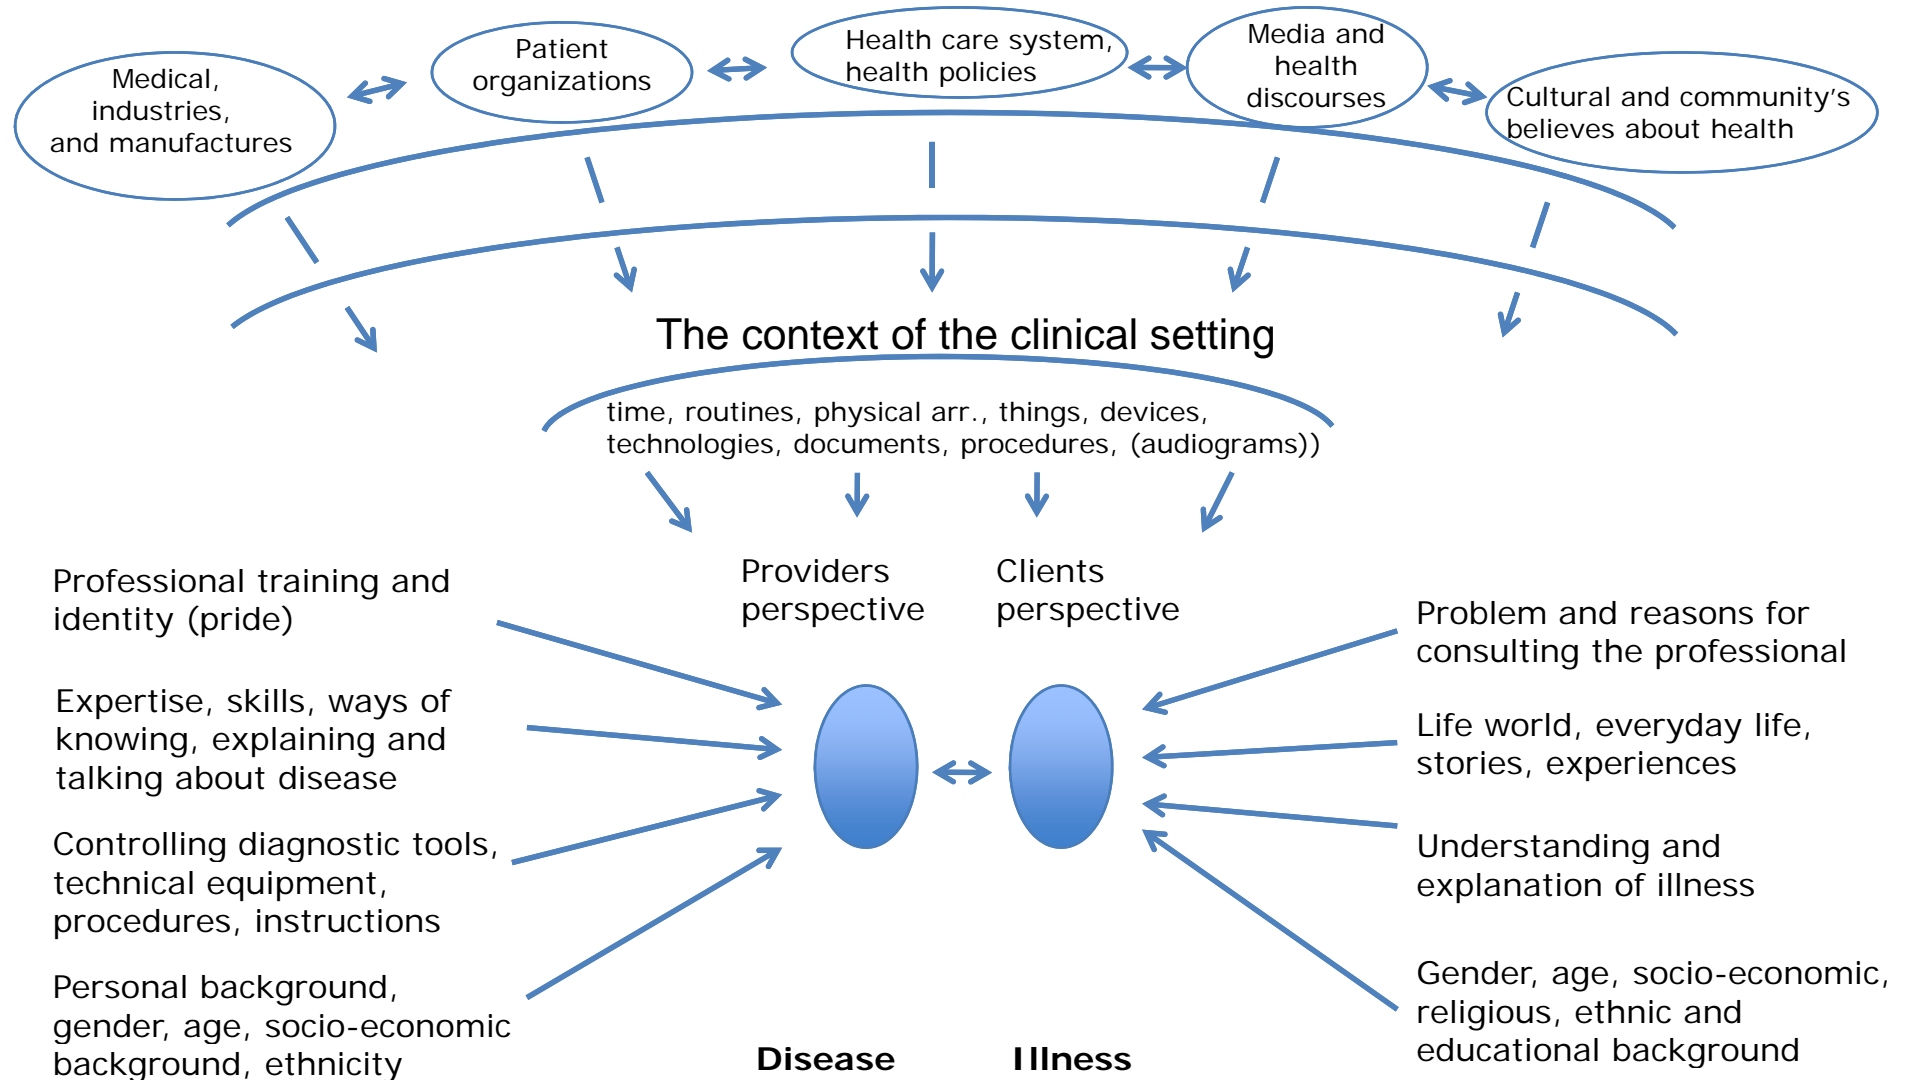 Medical,
industries,
and manufactures
Patient
organizations
Health care system,
health policies
Media and
health
discourses
Cultural and community's
believes about health
The context of the clinical setting
time, routines, physical arr., things, devices,
technologies, documents, procedures, (audiograms))
Providers
perspective
Clients
perspective
Professional training and
identity (pride)
Expertise, skills, ways of
knowing, explaining and
talking about disease
Controlling diagnostic tools,
technical equipment,
procedures, instructions
Personal background,
gender, age, socio-economic
background, ethnicity
Problem and reasons for
consulting the professional
Life world, everyday life,
stories, experiences
Understanding and
explanation of illness
Gender, age, socio-economic,
religious, ethnic and
educational background
Disease
Illness